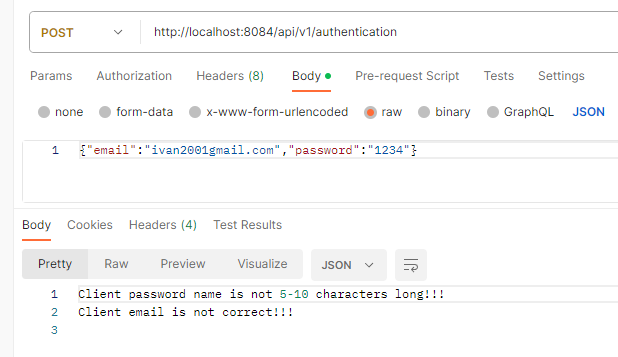 POST http://localhost:8084/api/v1/authentication
Params Authorization Headers (8) Body Pre-request Script Tests Settings
none form-data x-www-form-urlencoded raw binary GraphQL JSON
1 {"email":"ivan2001gmail.com","password":"1234"}
Body Cookies Headers (4) Test Results
Pretty Raw Preview Visualize JSON
1 Client password name is not 5-10 characters long!!!
2 Client email is not correct!!!
3